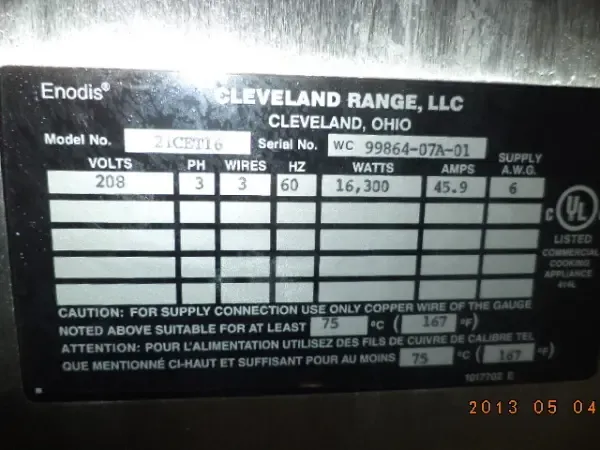 Enodis®
CLEVELAND RANGE, LLC
CLEVELAND, OHIO
Model No. 21CET16 Serial No. WC 99864-07A-01
VOLTS PH WIRES HZ WATTS AMPS SUPPLY A.W.G.
208 3 3 60 16,300 45.9 6
C UL
LISTED
COMMERCIAL
COOKING
APPLIANCE
414L
CAUTION: FOR SUPPLY CONNECTION USE ONLY COPPER WIRE OF THE GAUGE
NOTED ABOVE SUITABLE FOR AT LEAST 75 °C ( 167 °F)
ATTENTION: POUR L'ALIMENTATION UTILISEZ DES FILS DE CUIVRE DE CALIBRE TEL
QUE MENTIONNÉ CI-HAUT ET SUFFISANT POUR AU MOINS 75 °C ( 167 °F)
1017702 E
2013 05 04